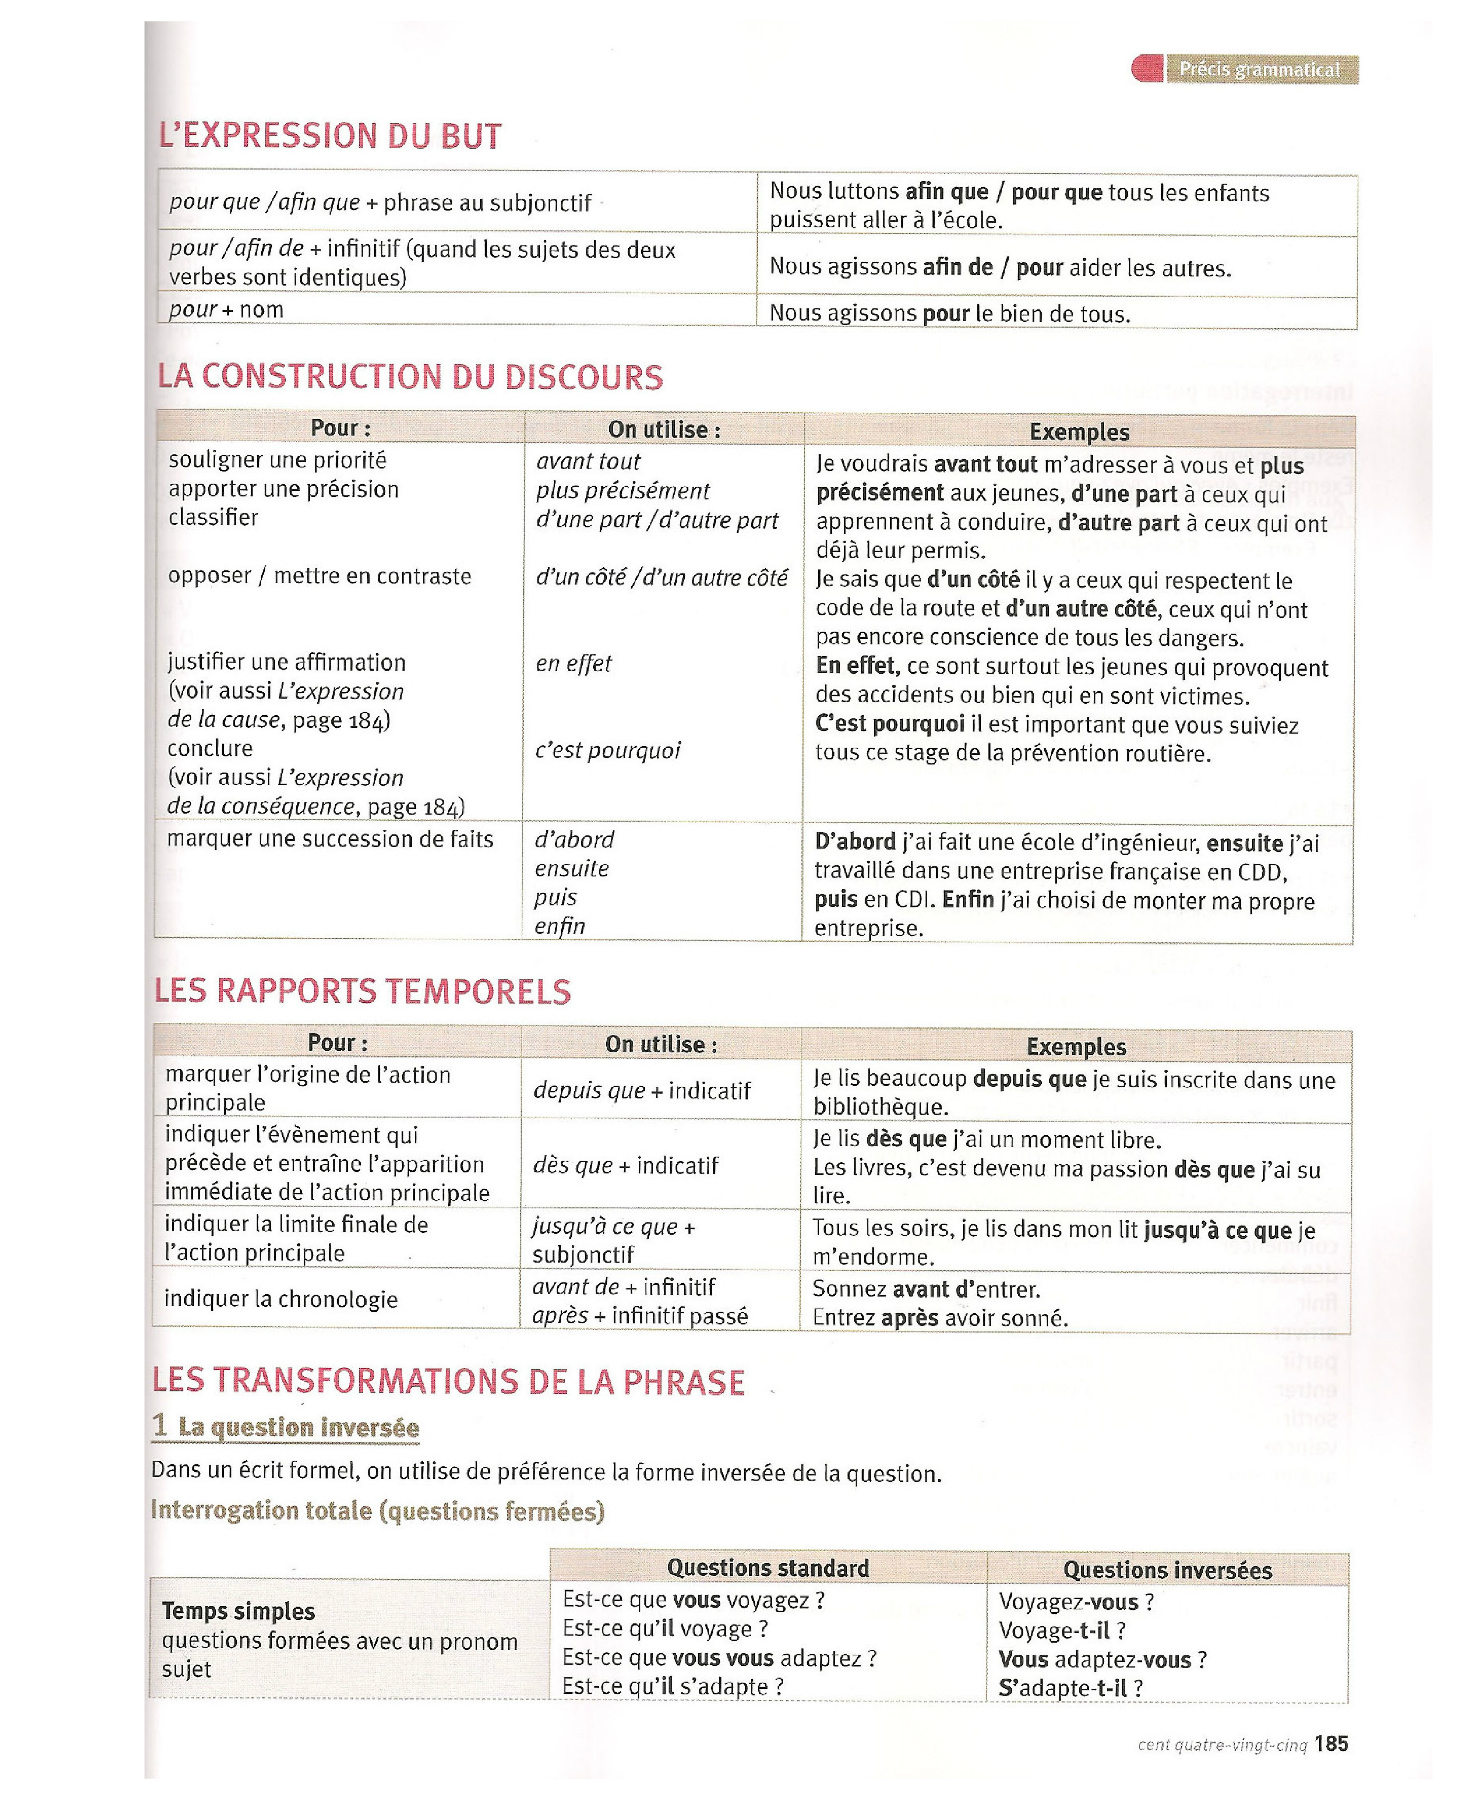 Précis grammatical
L'EXPRESSION DU BUT
pour que / afin que + phrase au subjonctif
Nous luttons afin que / pour que tous les enfants
puissent aller à l'école.
pour / afin de + infinitif (quand les sujets des deux
verbes sont identiques)
Nous agissons afin de / pour aider les autres.
pour + nom
Nous agissons pour le bien de tous.
LA CONSTRUCTION DU DISCOURS
Pour :
On utilise :
Exemples
souligner une priorité
avant tout
Je voudrais avant tout m'adresser à vous et plus
apporter une précision
plus précisément
précisément aux jeunes, d'une part à ceux qui
classifier
d'une part / d'autre part
apprennent à conduire, d'autre part à ceux qui ont
déjà leur permis.
opposer / mettre en contraste
d'un côté / d'un autre côté
Je sais que d'un côté il y a ceux qui respectent le
code de la route et d'un autre côté, ceux qui n'ont
pas encore conscience de tous les dangers.
justifier une affirmation
en effet
En effet, ce sont surtout les jeunes qui provoquent
(voir aussi L'expression
des accidents ou bien qui en sont victimes.
de la cause, page 184)
C'est pourquoi il est important que vous suiviez
conclure
c'est pourquoi
tous ce stage de la prévention routière.
(voir aussi L'expression
de la conséquence, page 184)
marquer une succession de faits
d'abord
D'abord j'ai fait une école d'ingénieur, ensuite j'ai
ensuite
travaillé dans une entreprise française en CDD,
puis
puis en CDI. Enfin j'ai choisi de monter ma propre
enfin
entreprise.
LES RAPPORTS TEMPORELS
Pour :
On utilise :
Exemples
marquer l'origine de l'action
principale
depuis que + indicatif
Je lis beaucoup depuis que je suis inscrite dans une
bibliothèque.
indiquer l'évènement qui
précède et entraîne l'apparition
immédiate de l'action principale
dès que + indicatif
Je lis dès que j'ai un moment libre.
Les livres, c'est devenu ma passion dès que j'ai su
lire.
indiquer la limite finale de
l'action principale
jusqu'à ce que +
subjonctif
Tous les soirs, je lis dans mon lit jusqu'à ce que je
m'endorme.
indiquer la chronologie
avant de + infinitif
après + infinitif passé
Sonnez avant d'entrer.
Entrez après avoir sonné.
LES TRANSFORMATIONS DE LA PHRASE
1 La question inversée
Dans un écrit formel, on utilise de préférence la forme inversée de la question.
Interrogation totale (questions fermées)
Questions standard
Questions inversées
Temps simples
questions formées avec un pronom
sujet
Est-ce que vous voyagez ?
Voyagez-vous ?
Est-ce qu'il voyage ?
Voyage-t-il ?
Est-ce que vous vous adaptez ?
Vous adaptez-vous ?
Est-ce qu'il s'adapte ?
S'adapte-t-il ?
cent quatre-vingt-cinq 185